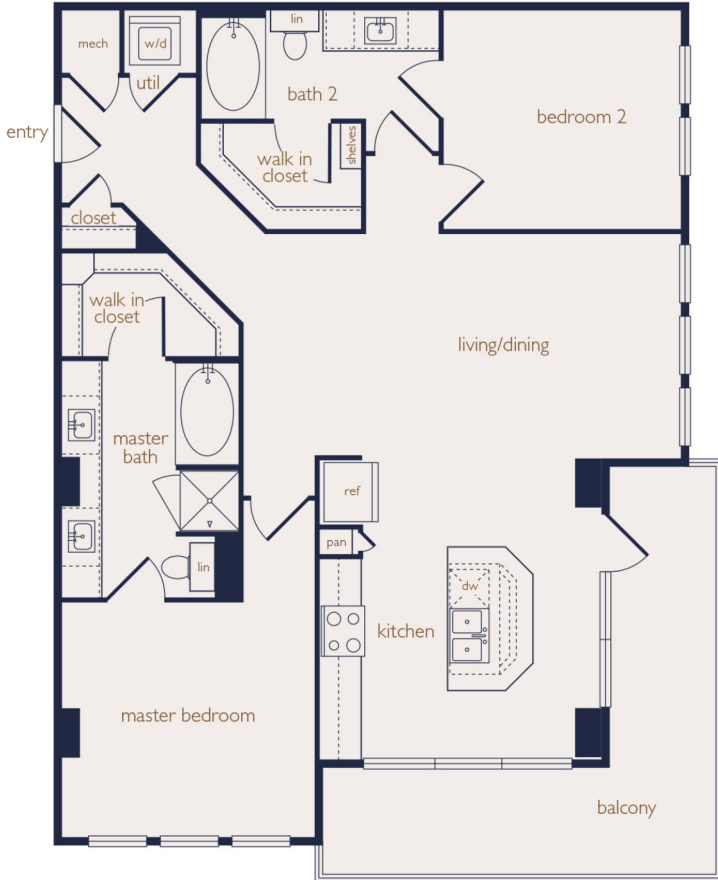 lin
mech
w/d
util
bath 2
bedroom 2
entry
shelves
walk in
closet
closet
walk in
closet
living/dining
master
bath
ref
pan
lin
dw
kitchen
master bedroom
balcony